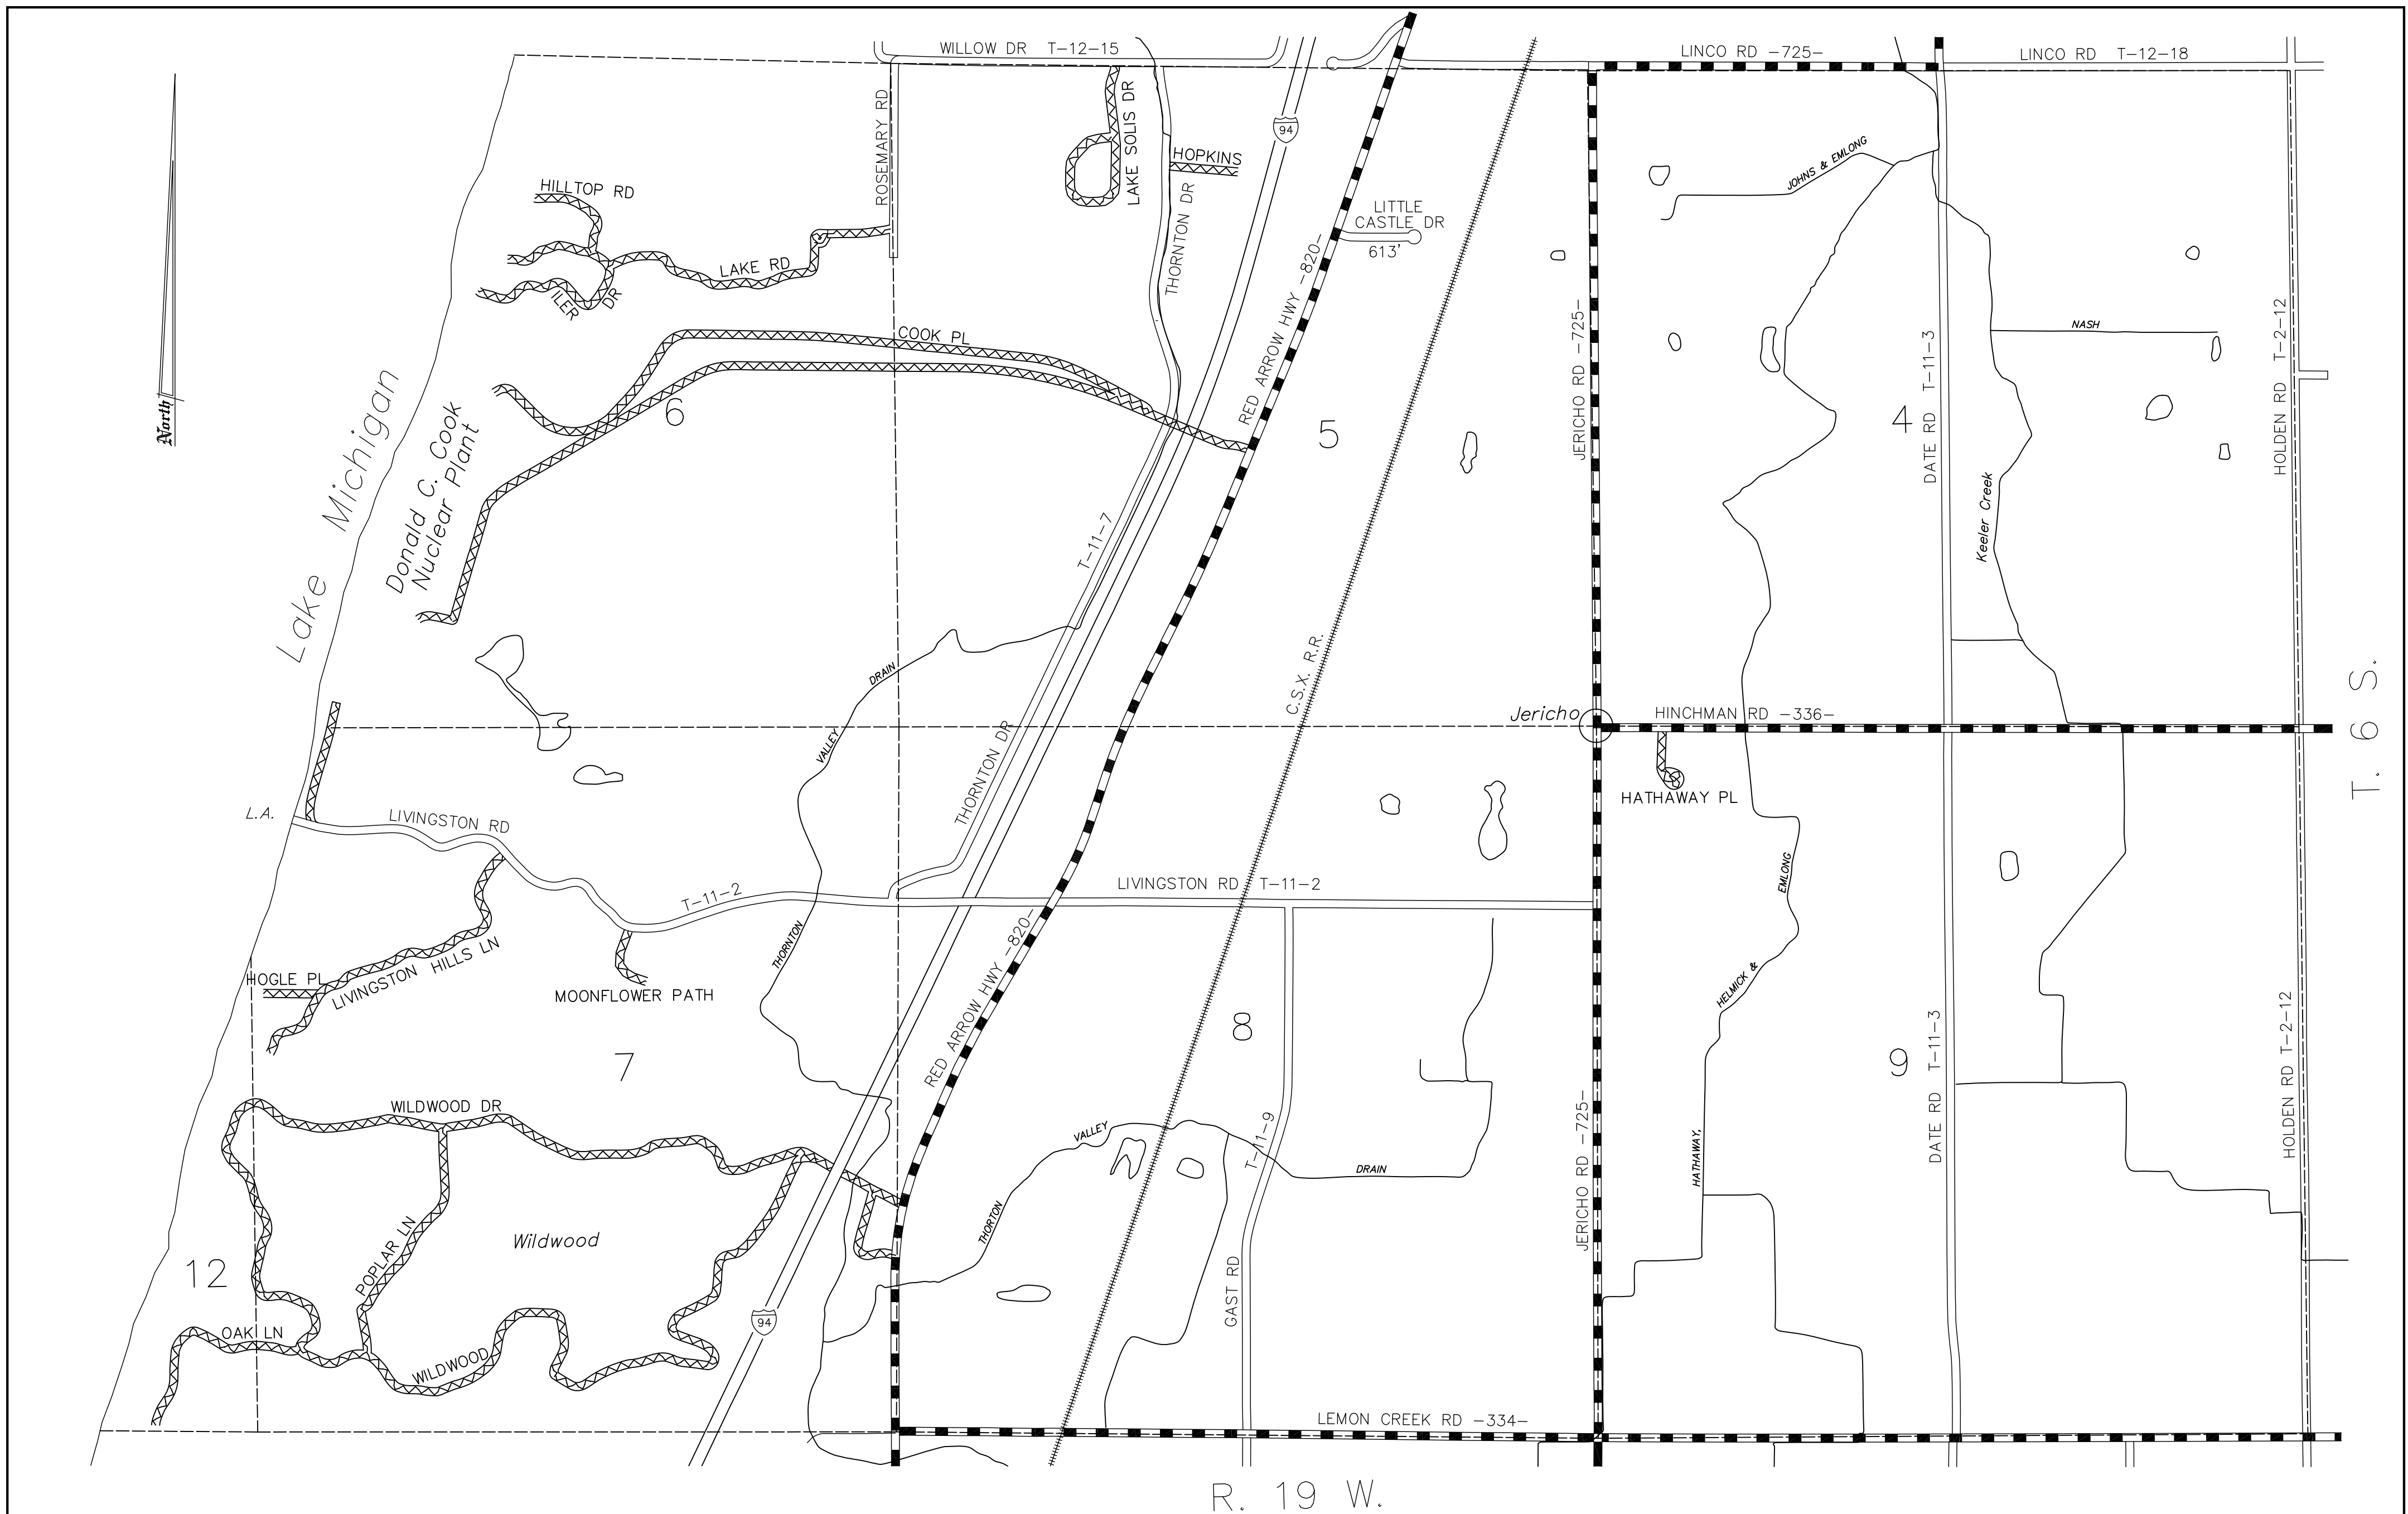 WILLOW DR T-12-15
LINCO RD -725-
LINCO RD T-12-18
ROSEMARY RD
LAKE SOLIS DR
HOPKINS
94
THORNTON DR
HILLTOP RD
LAKE RD
ILER DR
LITTLE
CASTLE DR
613'
JOHNS & EMLONG
RED ARROW HWY -820-
JERICHO RD -725-
DATE RD T-11-3
NASH
HOLDEN RD T-2-12
North
COOK PL
Lake Michigan
Donald C. Cook
Nuclear Plant
6
5
4
Keeler Creek
T-11-7
C.S.X. R.R.
DRAIN
VALLEY
THORNTON
THORNTON DR
Jericho
HINCHMAN RD -336-
T. 6 S.
HATHAWAY PL
L.A.
LIVINGSTON RD
T-11-2
LIVINGSTON RD T-11-2
EMLONG
HELMICK &
HATHAWAY,
HOGLE PL
LIVINGSTON HILLS LN
MOONFLOWER PATH
RED ARROW HWY -820-
7
8
9
DATE RD T-11-3
HOLDEN RD T-2-12
JERICHO RD -725-
WILDWOOD DR
VALLEY
THORTON
DRAIN
T-11-9
GAST RD
POPLAR LN
Wildwood
12
OAK LN
WILDWOOD
94
LEMON CREEK RD -334-
R. 19 W.